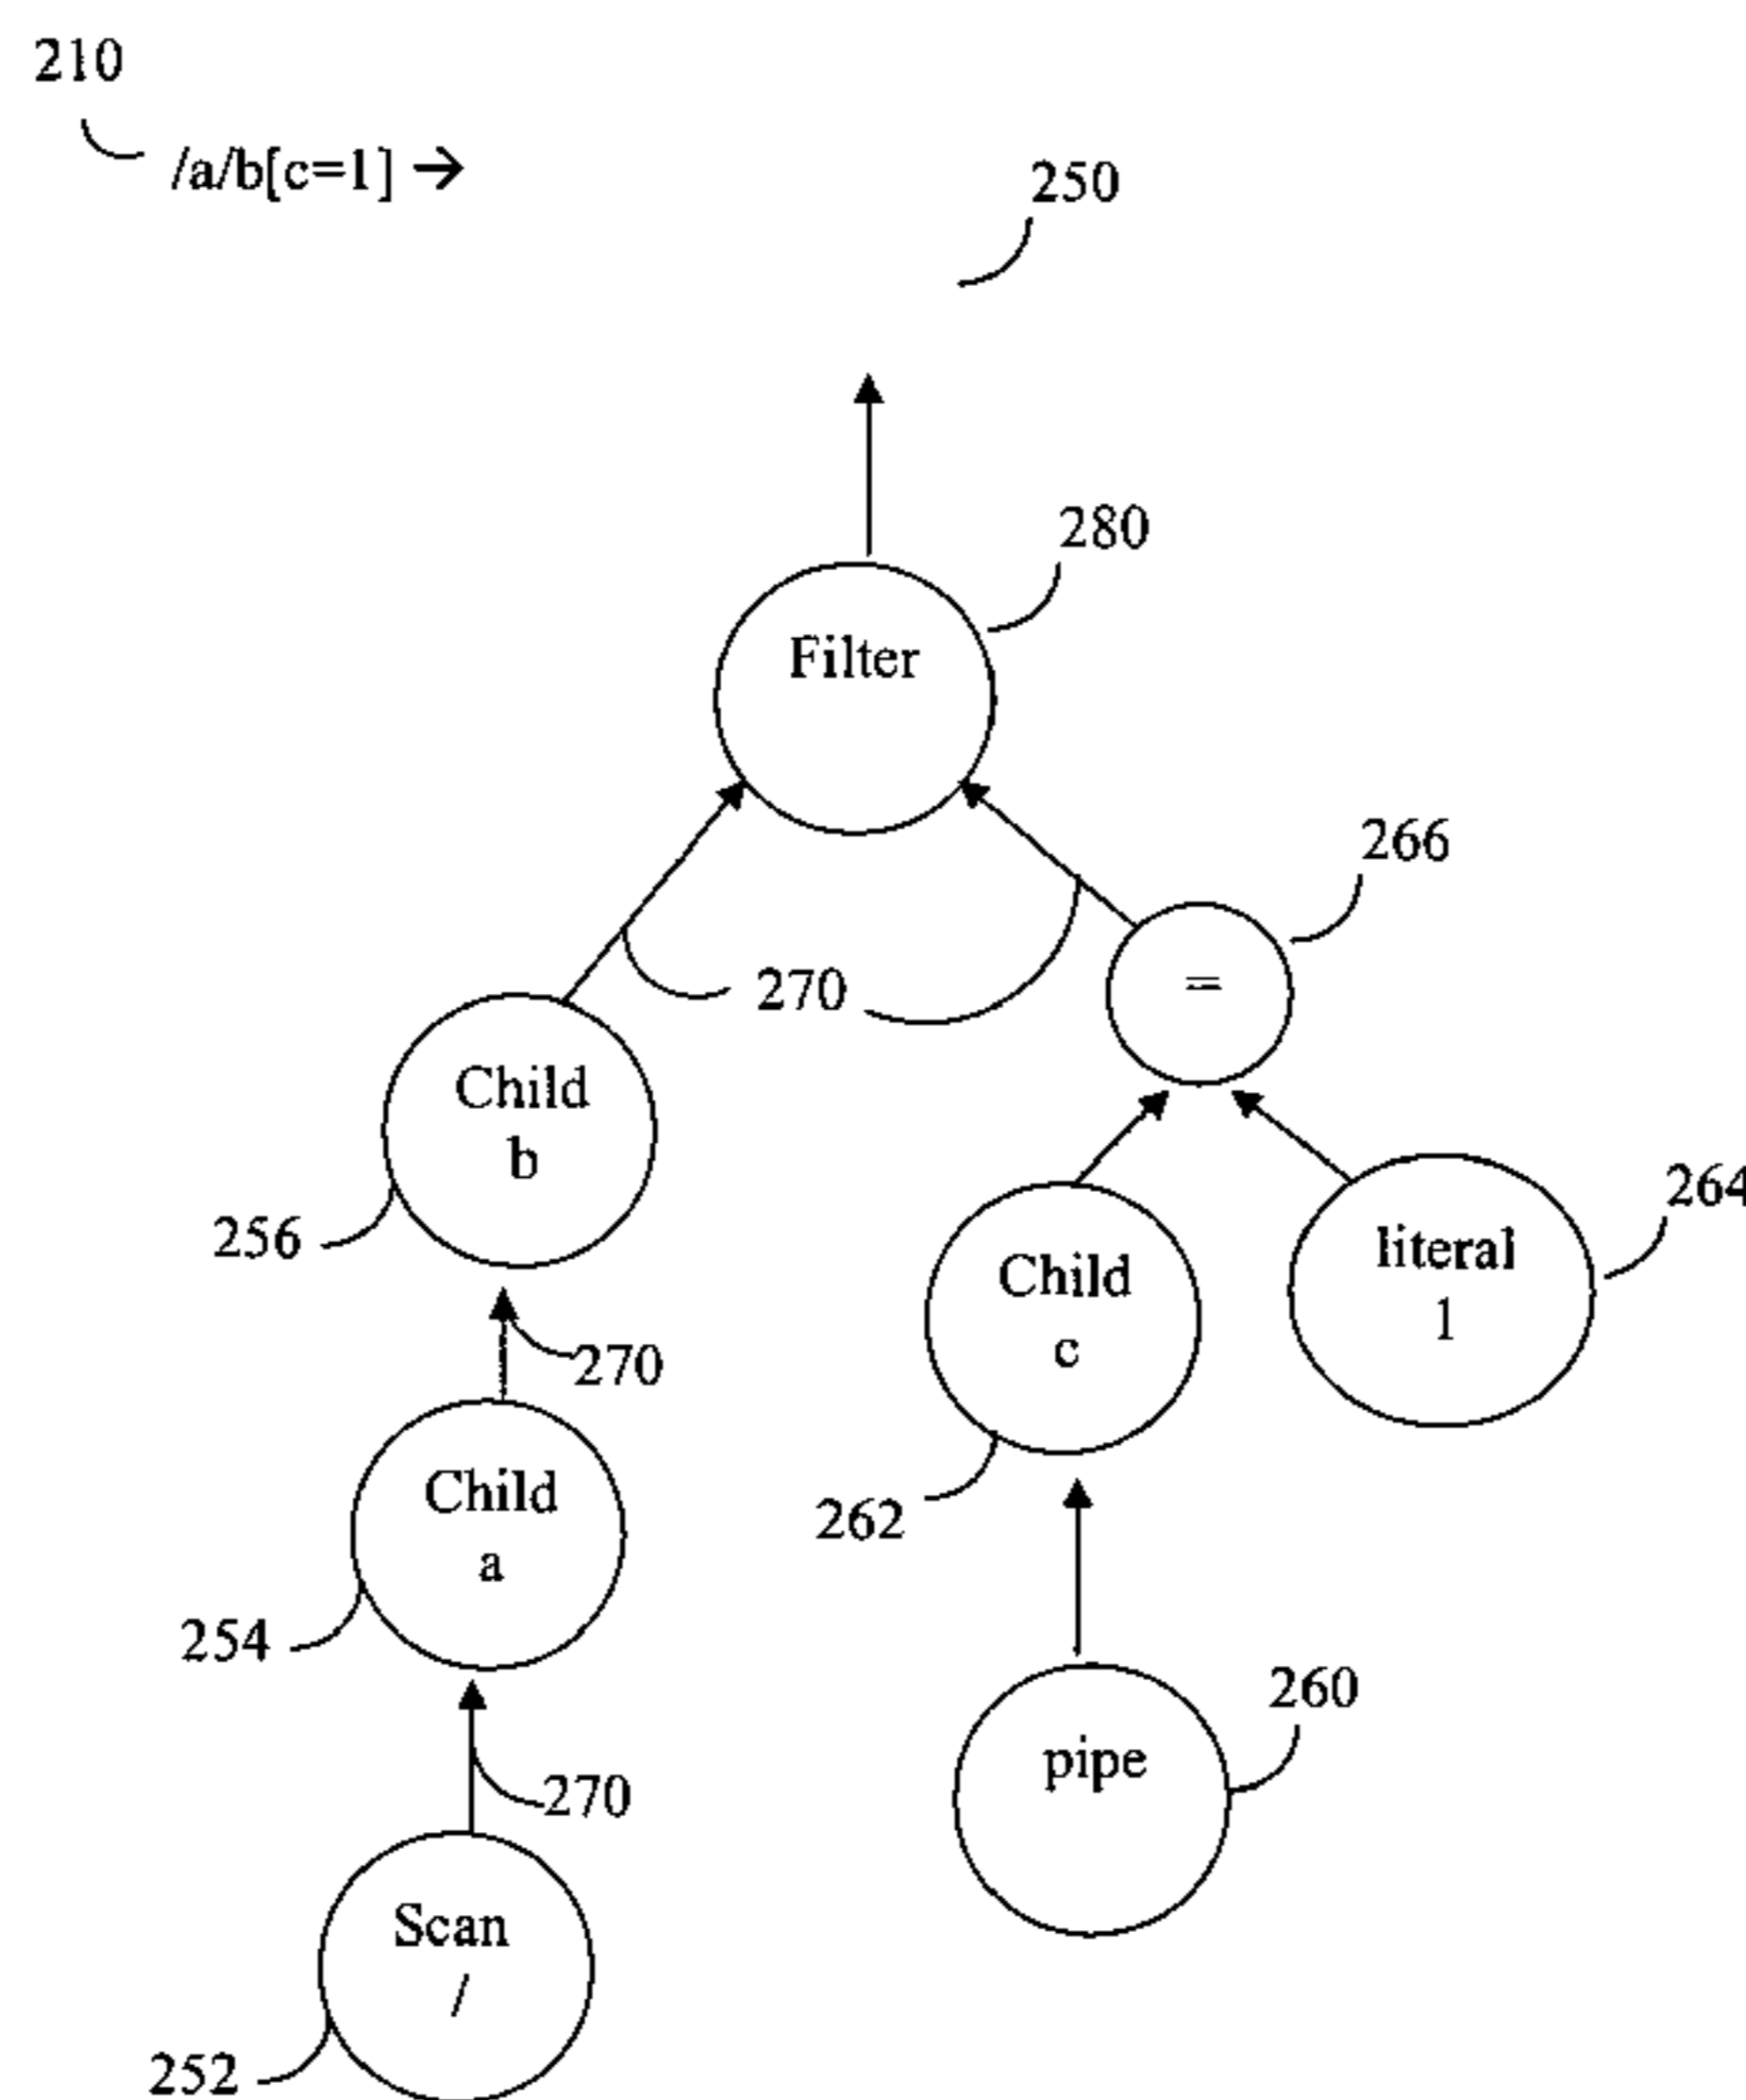 210
/a/b[c=1] →
250
280
Filter
266
=
270
Child
b
256
264
literal
1
Child
c
270
262
Child
a
254
260
pipe
270
Scan
/
252